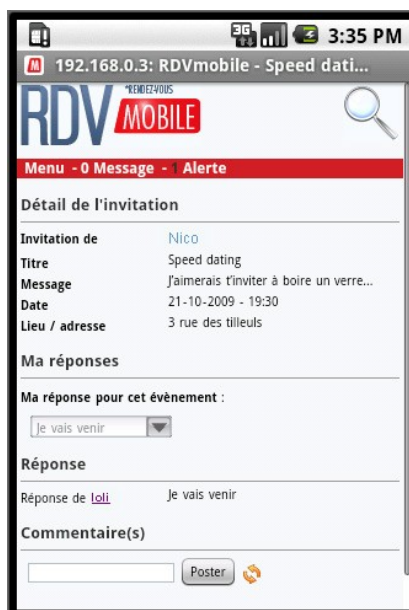 3G 3:35 PM
192.168.0.3: RDVmobile - Speed dati...
"RENDEZ-VOUS
RDV MOBILE
Menu - 0 Message - 1 Alerte
Détail de l'invitation
Invitation de Nico
Titre Speed dating
Message J'aimerais t'inviter à boire un verre...
Date 21-10-2009 - 19:30
Lieu / adresse 3 rue des tilleuls
Ma réponses
Ma réponse pour cet évènement :
Je vais venir
Réponse
Réponse de loli Je vais venir
Commentaire(s)
Poster